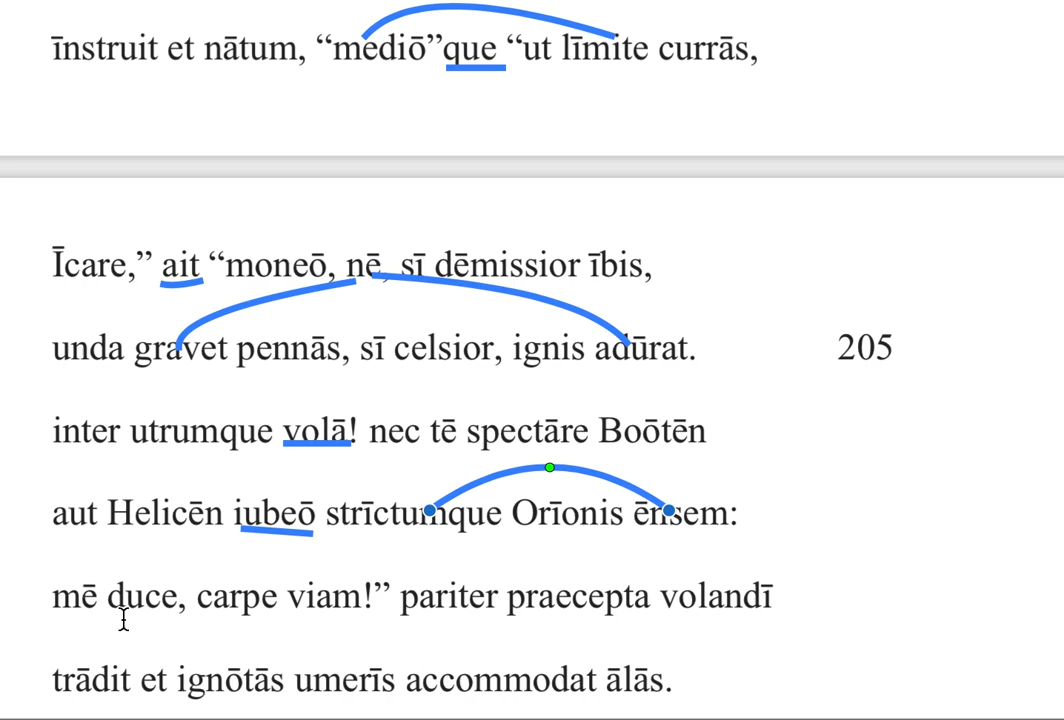 īnstruit et nātum, “mediō”que “ut līmite currās,
Īcare,” ait “moneō, nē, sī dēmissior ībis,
unda gravet pennās, sī celsior, ignis adūrat. 205
inter utrumque volā! nec tē spectāre Boōtēn
aut Helicēn iubeō strīctumque Orīonis ēnsem:
mē duce, carpe viam!” pariter praecepta volandī
trādit et ignōtās umerīs accommodat ālās.